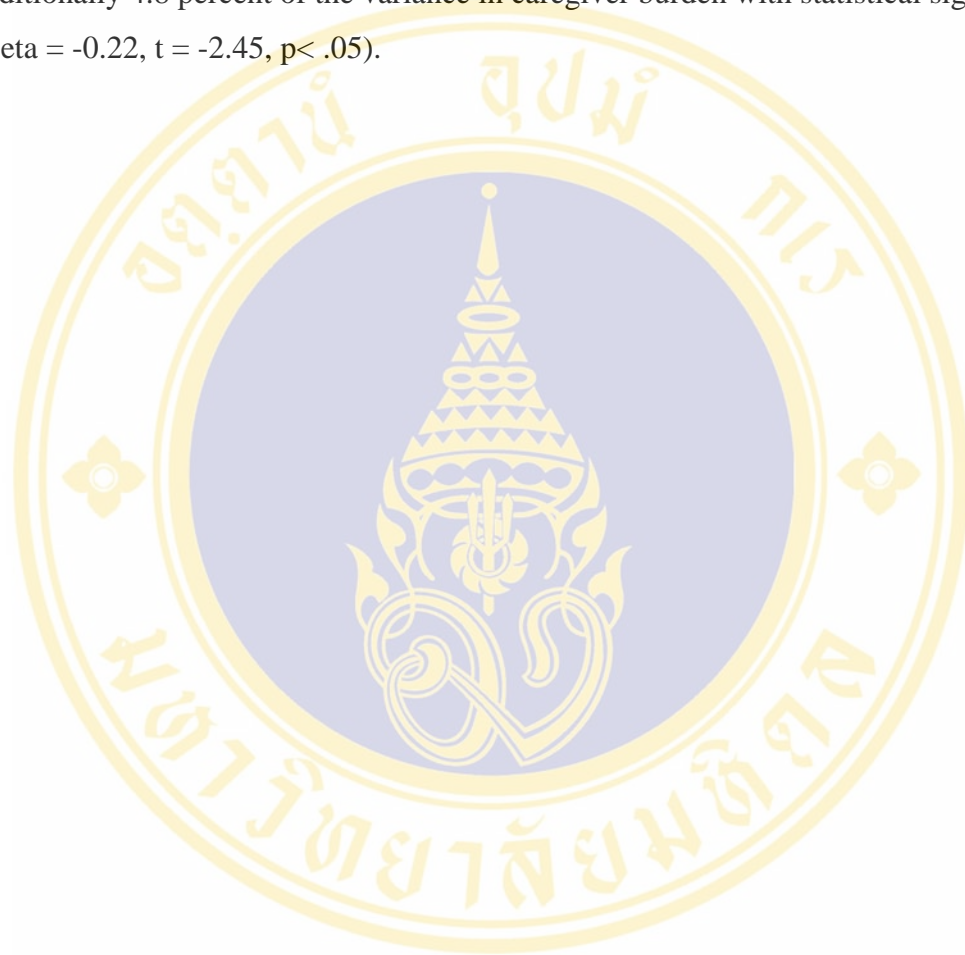 ditionally 4.8 percent of the variance in caregiver burden with statistical sig
eta = -0.22, t = -2.45, p< .05).
อตฺตานํ อุปมํ กเร
มหาวิทยาลัยมหิดล